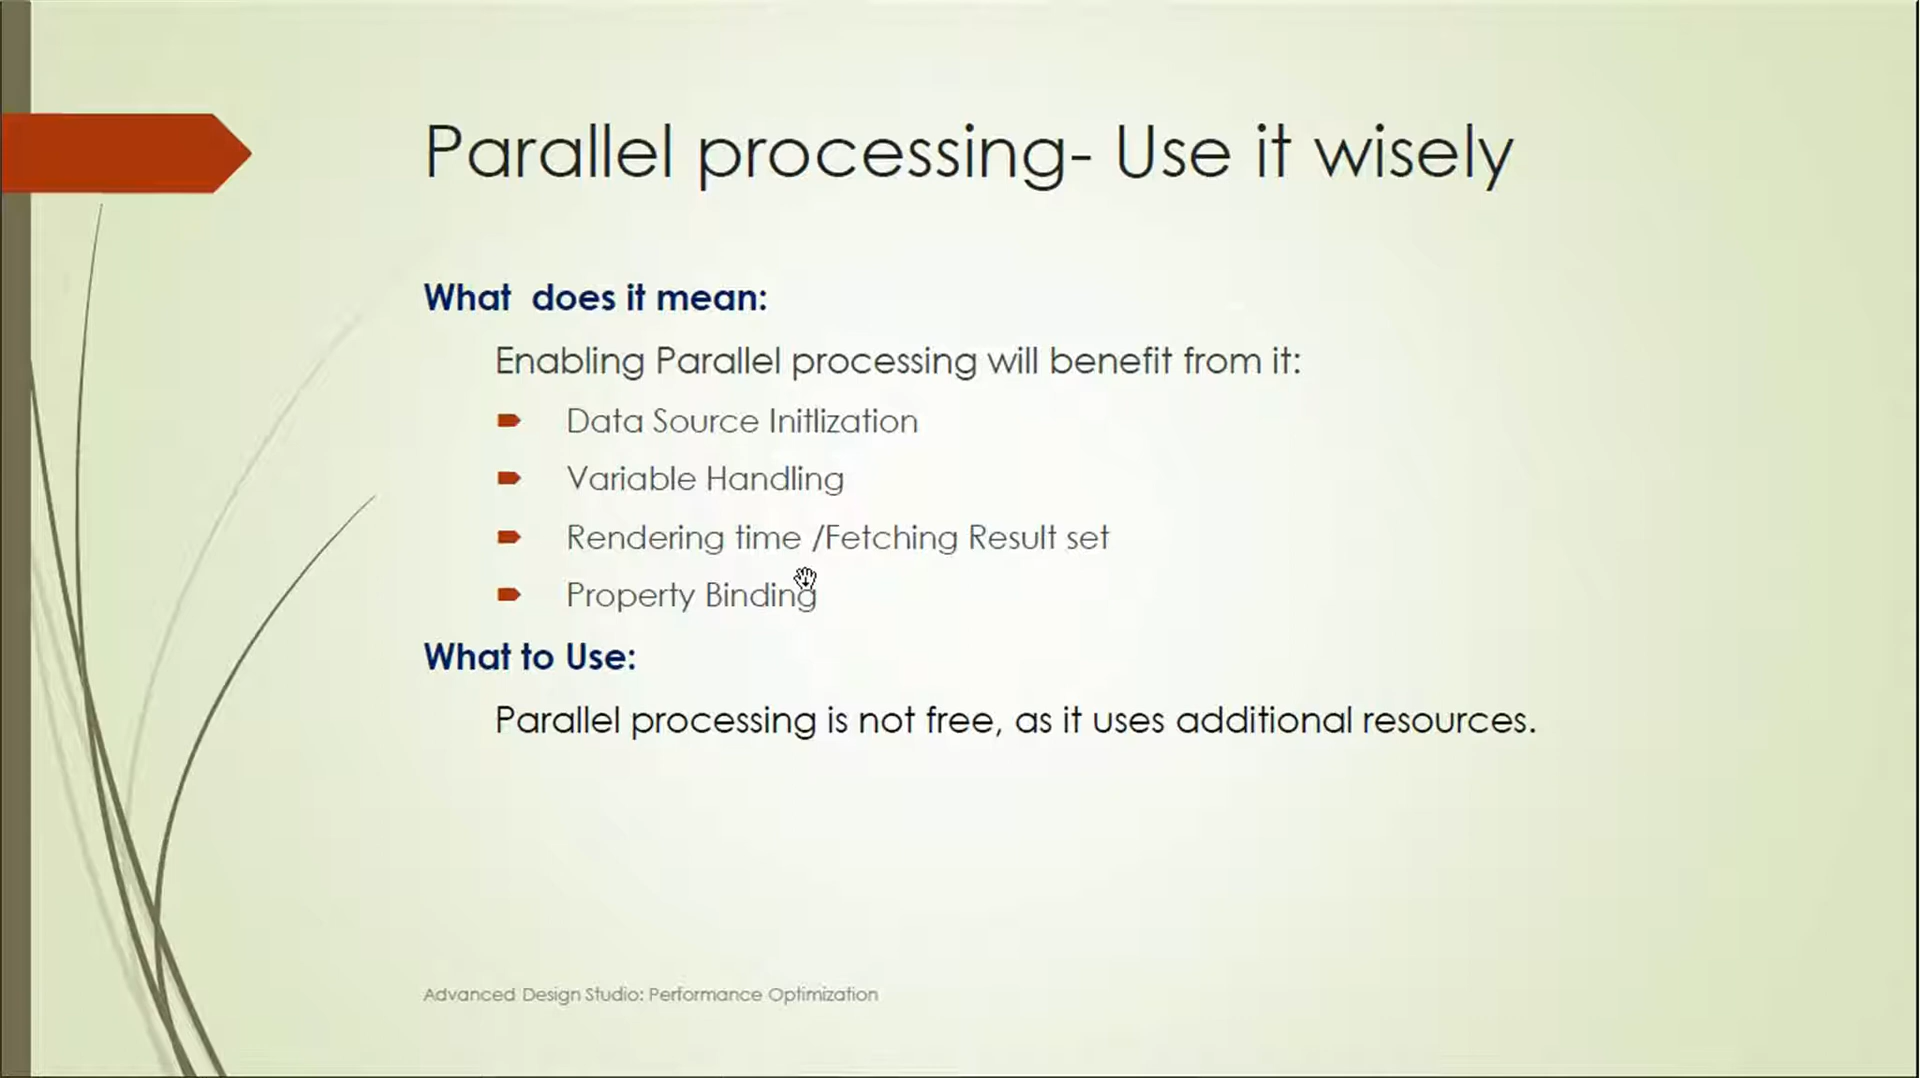 Parallel processing- Use it wisely
What does it mean:
Enabling Parallel processing will benefit from it:
Data Source Initlization
Variable Handling
Rendering time /Fetching Result set
Property Binding
What to Use:
Parallel processing is not free, as it uses additional resources.
Advanced Design Studio: Performance Optimization